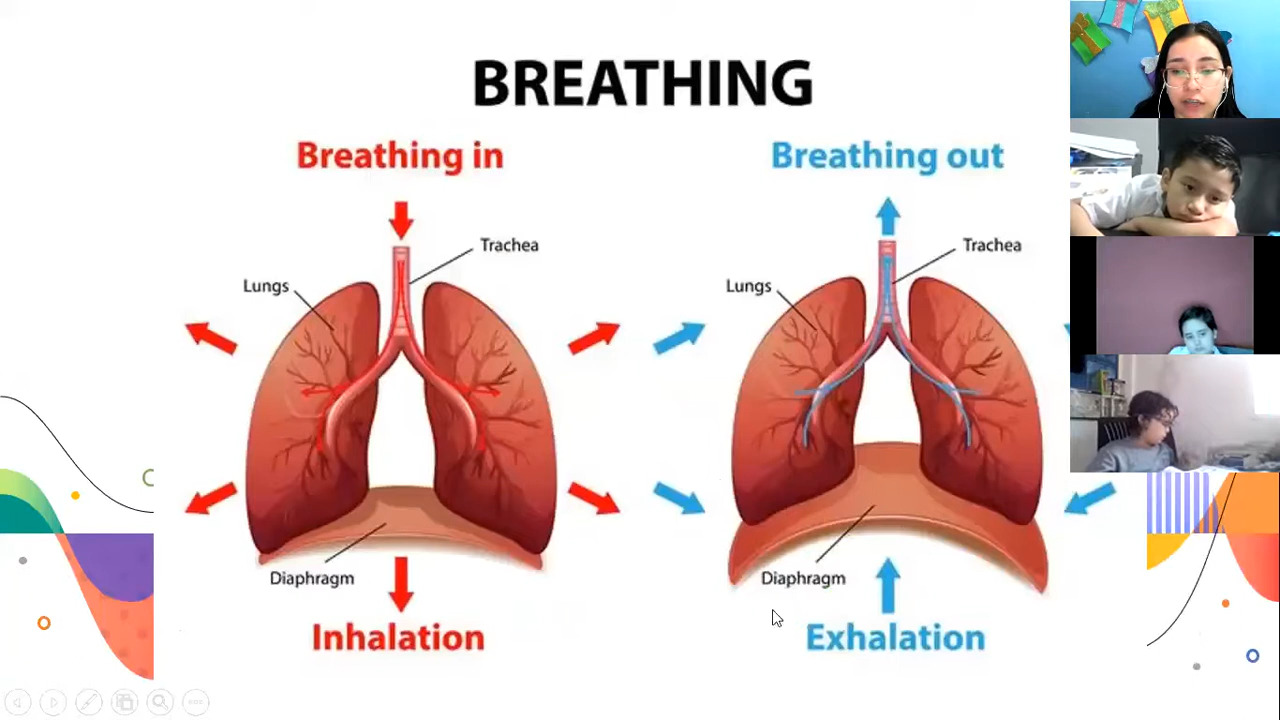 BREATHING
Breathing in
Trachea
Lungs
Diaphragm
Inhalation
Breathing out
Trachea
Lungs
Diaphragm
Exhalation